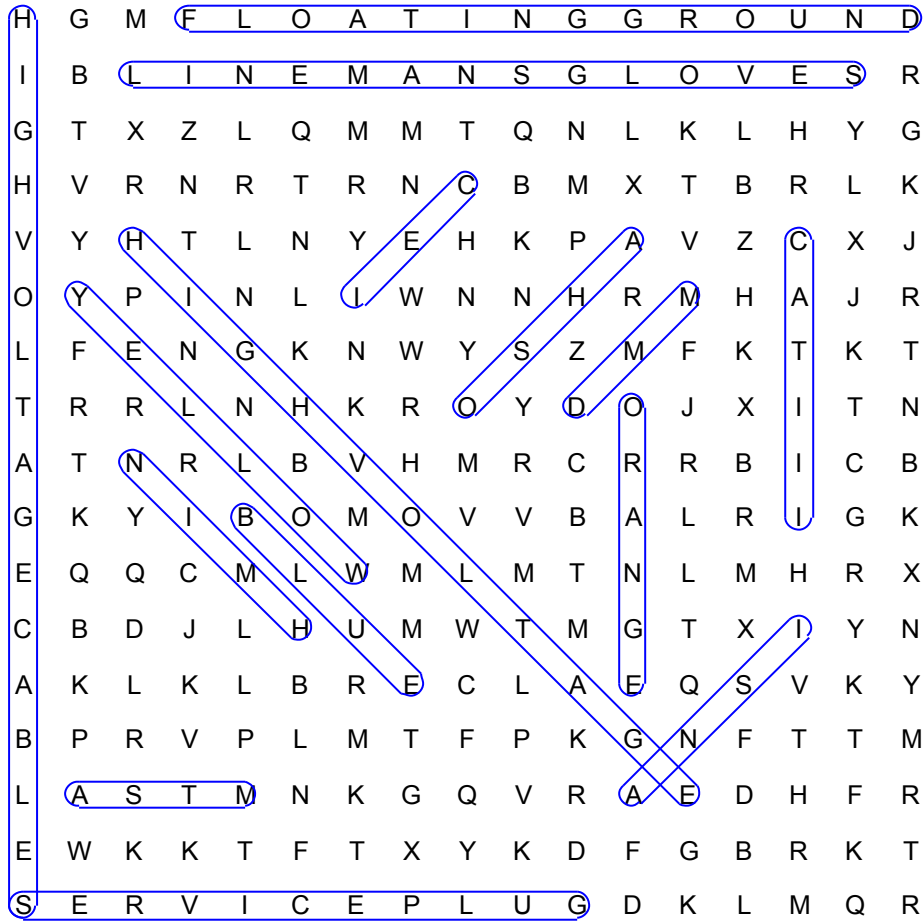 H G M F L O A T I N G G R O U N D
I B L I N E M A N S G L O V E S R
G T X Z L Q M M T Q N L K L H Y G
H V R N R T R N C B M X T B R L K
V Y H T L N Y E H K P A V Z C X J
O Y P I N L I W N N H R M H A J R
L F E N G K N W Y S Z M F K T K T
T R R L N H K R O Y D O J X I T N
A T N R L B V H M R C R R B I C B
G K Y I B O M O V V B A L R I G K
E Q Q C M L W M L M T N L M H R X
C B D J L H U M W T M G T X I Y N
A K L K L B R E C L A E Q S V K Y
B P R V P L M T F P K G N F T T M
L A S T M N K G Q V R A E D H F R
E W K K T F T X Y K D F G B R K T
S E R V I C E P L U G D K L M Q R